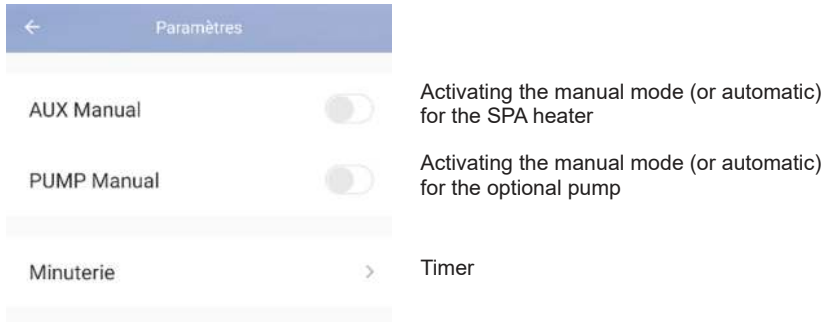 Paramètres
AUX Manual
Activating the manual mode (or automatic)
for the SPA heater
PUMP Manual
Activating the manual mode (or automatic)
for the optional pump
Minuterie
Timer